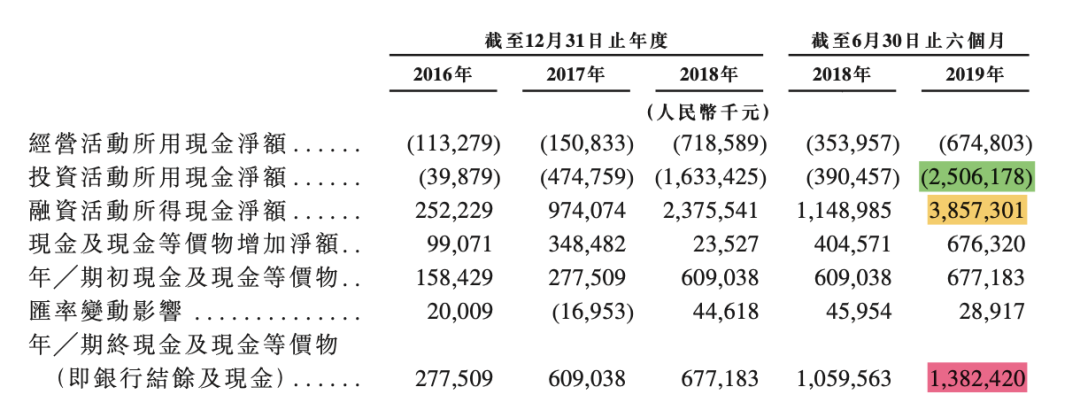 截至12月31日止年度 截至6月30日止六個月
2016年 2017年 2018年 2018年 2019年
(人民幣千元)
經營活動所用現金淨額...... (113,279) (150,833) (718,589) (353,957) (674,803)
投資活動所用現金淨額...... (39,879) (474,759) (1,633,425) (390,457) (2,506,178)
融資活動所得現金淨額...... 252,229 974,074 2,375,541 1,148,985 3,857,301
現金及現金等價物增加淨額.. 99,071 348,482 23,527 404,571 676,320
年／期初現金及現金等價物.. 158,429 277,509 609,038 609,038 677,183
匯率變動影響 .............. 20,009 (16,953) 44,618 45,954 28,917
年／期終現金及現金等價物
(即銀行結餘及現金)...... 277,509 609,038 677,183 1,059,563 1,382,420